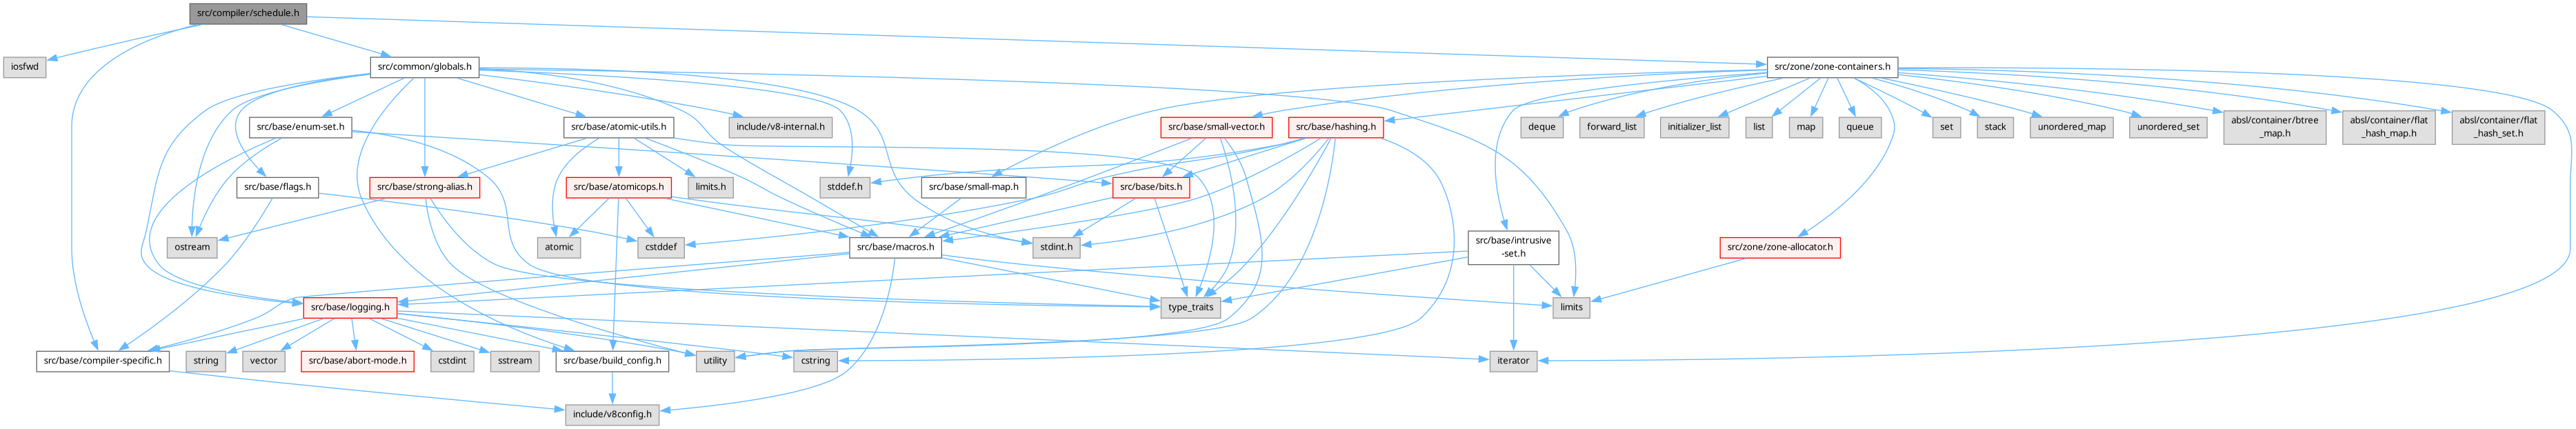 src/compiler/schedule.h
iosfwd
src/common/globals.h
src/zone/zone-containers.h
src/base/enum-set.h
src/base/atomic-utils.h
include/v8-internal.h
src/base/small-vector.h
src/base/hashing.h
deque
forward_list
initializer_list
list
map
queue
set
stack
unordered_map
unordered_set
absl/container/btree
_map.h
absl/container/flat
_hash_map.h
absl/container/flat
_hash_set.h
src/base/flags.h
src/base/strong-alias.h
src/base/atomicops.h
limits.h
stddef.h
src/base/small-map.h
src/base/bits.h
ostream
atomic
cstddef
src/base/macros.h
stdint.h
src/base/intrusive
-set.h
src/zone/zone-allocator.h
src/base/logging.h
type_traits
limits
src/base/compiler-specific.h
string
vector
src/base/abort-mode.h
cstdint
sstream
src/base/build_config.h
utility
cstring
iterator
include/v8config.h